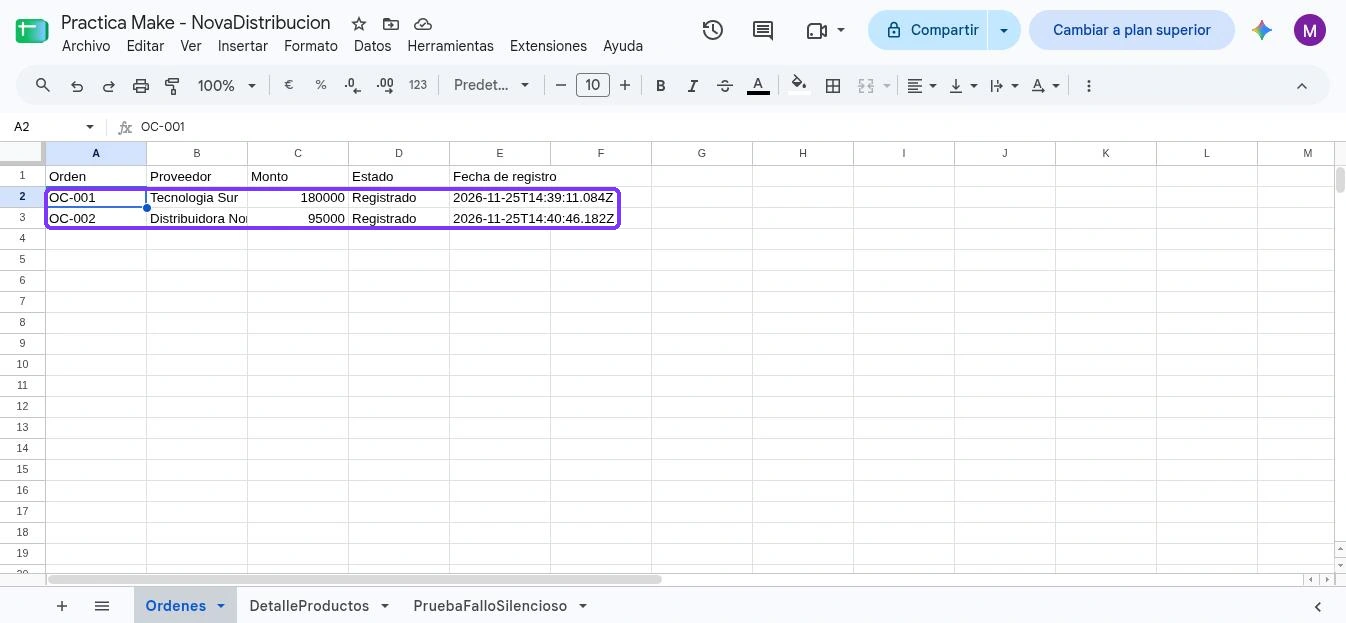 Practica Make - NovaDistribucion
Archivo Editar Ver Insertar Formato Datos Herramientas Extensiones Ayuda
Compartir
Cambiar a plan superior
M
100% € % .0 .00 123 Predet... 10 B I A A
A2 fx OC-001
A B C D E F G H I J K L M
1 Orden Proveedor Monto Estado Fecha de registro
2 OC-001 Tecnologia Sur 180000 Registrado 2026-11-25T14:39:11.084Z
3 OC-002 Distribuidora Nor 95000 Registrado 2026-11-25T14:40:46.182Z
4
5
6
7
8
9
10
11
12
13
14
15
16
17
18
19
Ordenes DetalleProductos PruebaFalloSilencioso